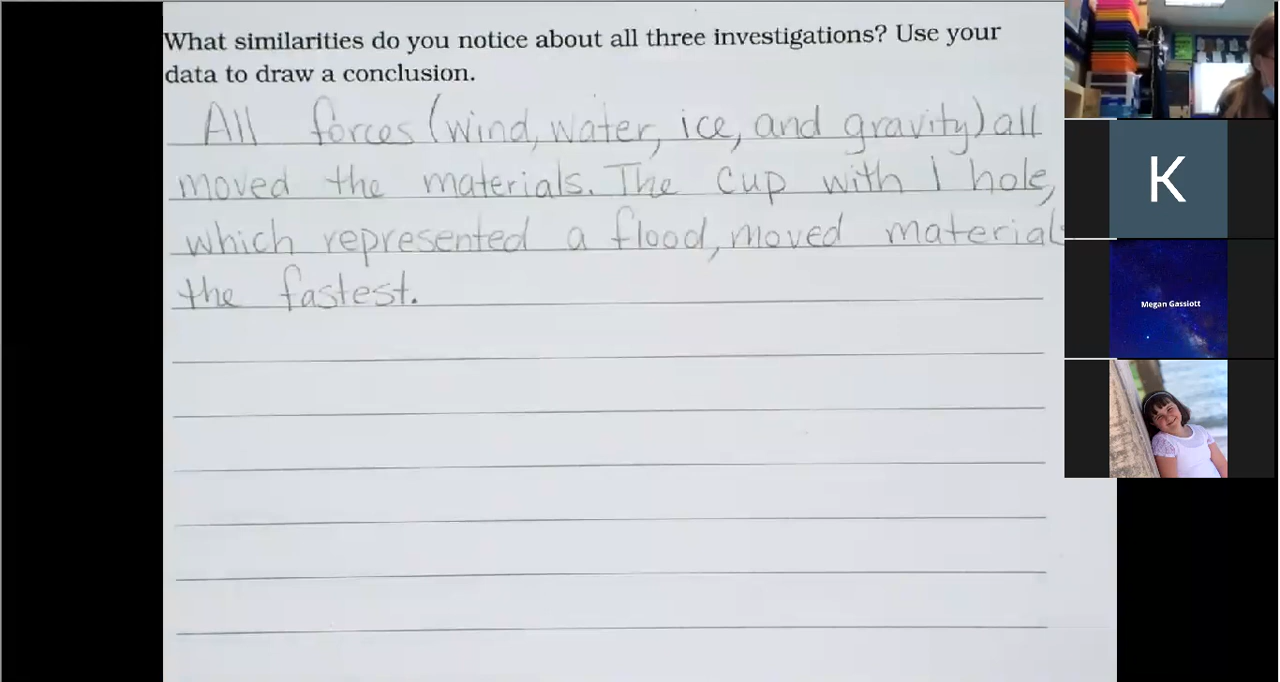 What similarities do you notice about all three investigations? Use your
data to draw a conclusion.
All forces (wind, water, ice, and gravity) all
moved the materials. The cup with 1 hole,
which represented a flood, moved material
the fastest.
K
Megan Gassiott